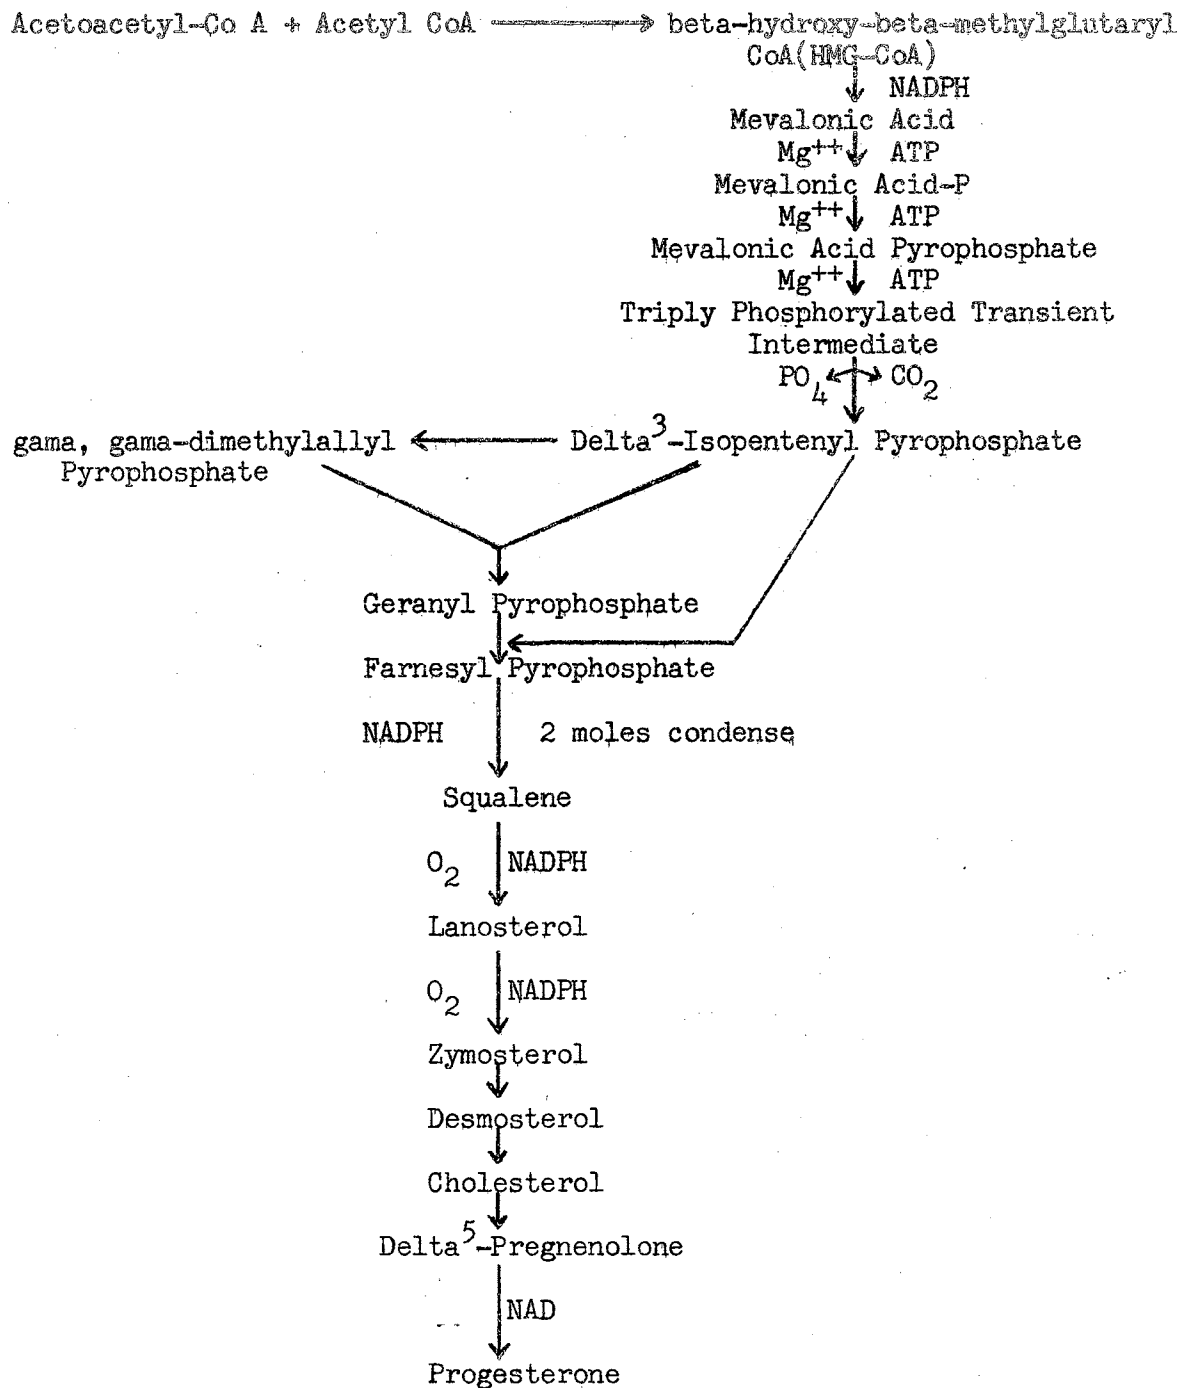 Acetoacetyl-Co A + Acetyl CoA ⟶ beta-hydroxy-beta-methylglutaryl
CoA(HMG-CoA)
NADPH
Mevalonic Acid
Mg++ ATP
Mevalonic Acid-P
Mg++ ATP
Mevalonic Acid Pyrophosphate
Mg++ ATP
Triply Phosphorylated Transient
Intermediate
PO4 CO2
gama, gama-dimethylallyl Delta3-Isopentenyl Pyrophosphate
Pyrophosphate
Geranyl Pyrophosphate
Farnesyl Pyrophosphate
NADPH 2 moles condense
Squalene
O2 NADPH
Lanosterol
O2 NADPH
Zymosterol
Desmosterol
Cholesterol
Delta5-Pregnenolone
NAD
Progesterone